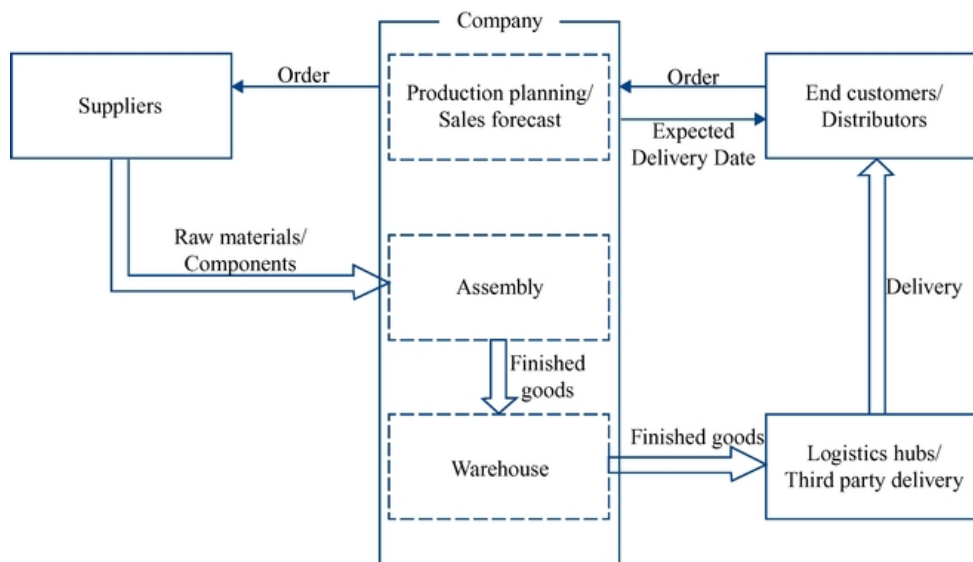 Company
Suppliers
Order
Production planning/
Sales forecast
Order
Expected
Delivery Date
End customers/
Distributors
Raw materials/
Components
Assembly
Delivery
Finished
goods
Warehouse
Finished goods
Logistics hubs/
Third party delivery